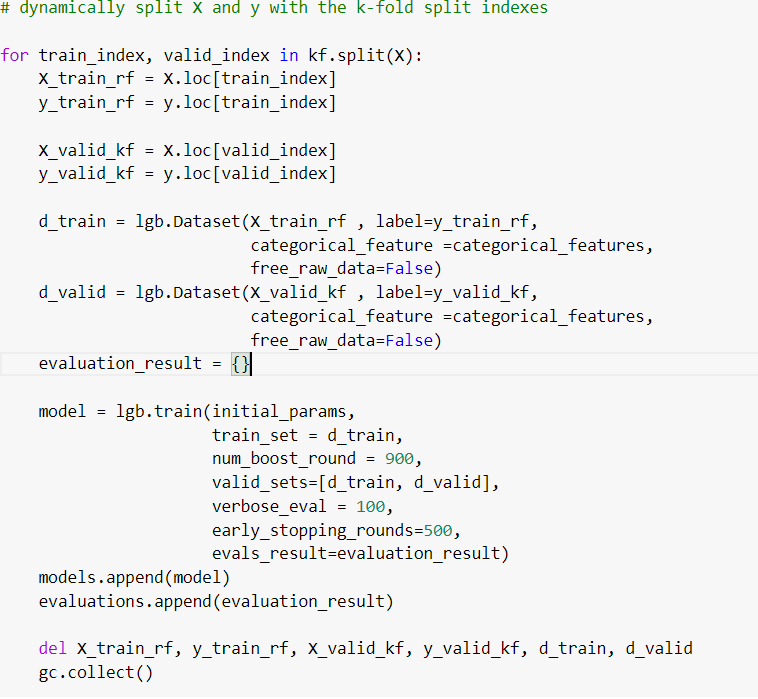 # dynamically split X and y with the k-fold split indexes
for train_index, valid_index in kf.split(X):
    X_train_rf = X.loc[train_index]
    y_train_rf = y.loc[train_index]
    X_valid_kf = X.loc[valid_index]
    y_valid_kf = y.loc[valid_index]
    d_train = lgb.Dataset(X_train_rf , label=y_train_rf,
                          categorical_feature =categorical_features,
                          free_raw_data=False)
    d_valid = lgb.Dataset(X_valid_kf , label=y_valid_kf,
                          categorical_feature =categorical_features,
                          free_raw_data=False)
    evaluation_result = {}
    model = lgb.train(initial_params,
                      train_set = d_train,
                      num_boost_round = 900,
                      valid_sets=[d_train, d_valid],
                      verbose_eval = 100,
                      early_stopping_rounds=500,
                      evals_result=evaluation_result)
    models.append(model)
    evaluations.append(evaluation_result)
    del X_train_rf, y_train_rf, X_valid_kf, y_valid_kf, d_train, d_valid
    gc.collect()